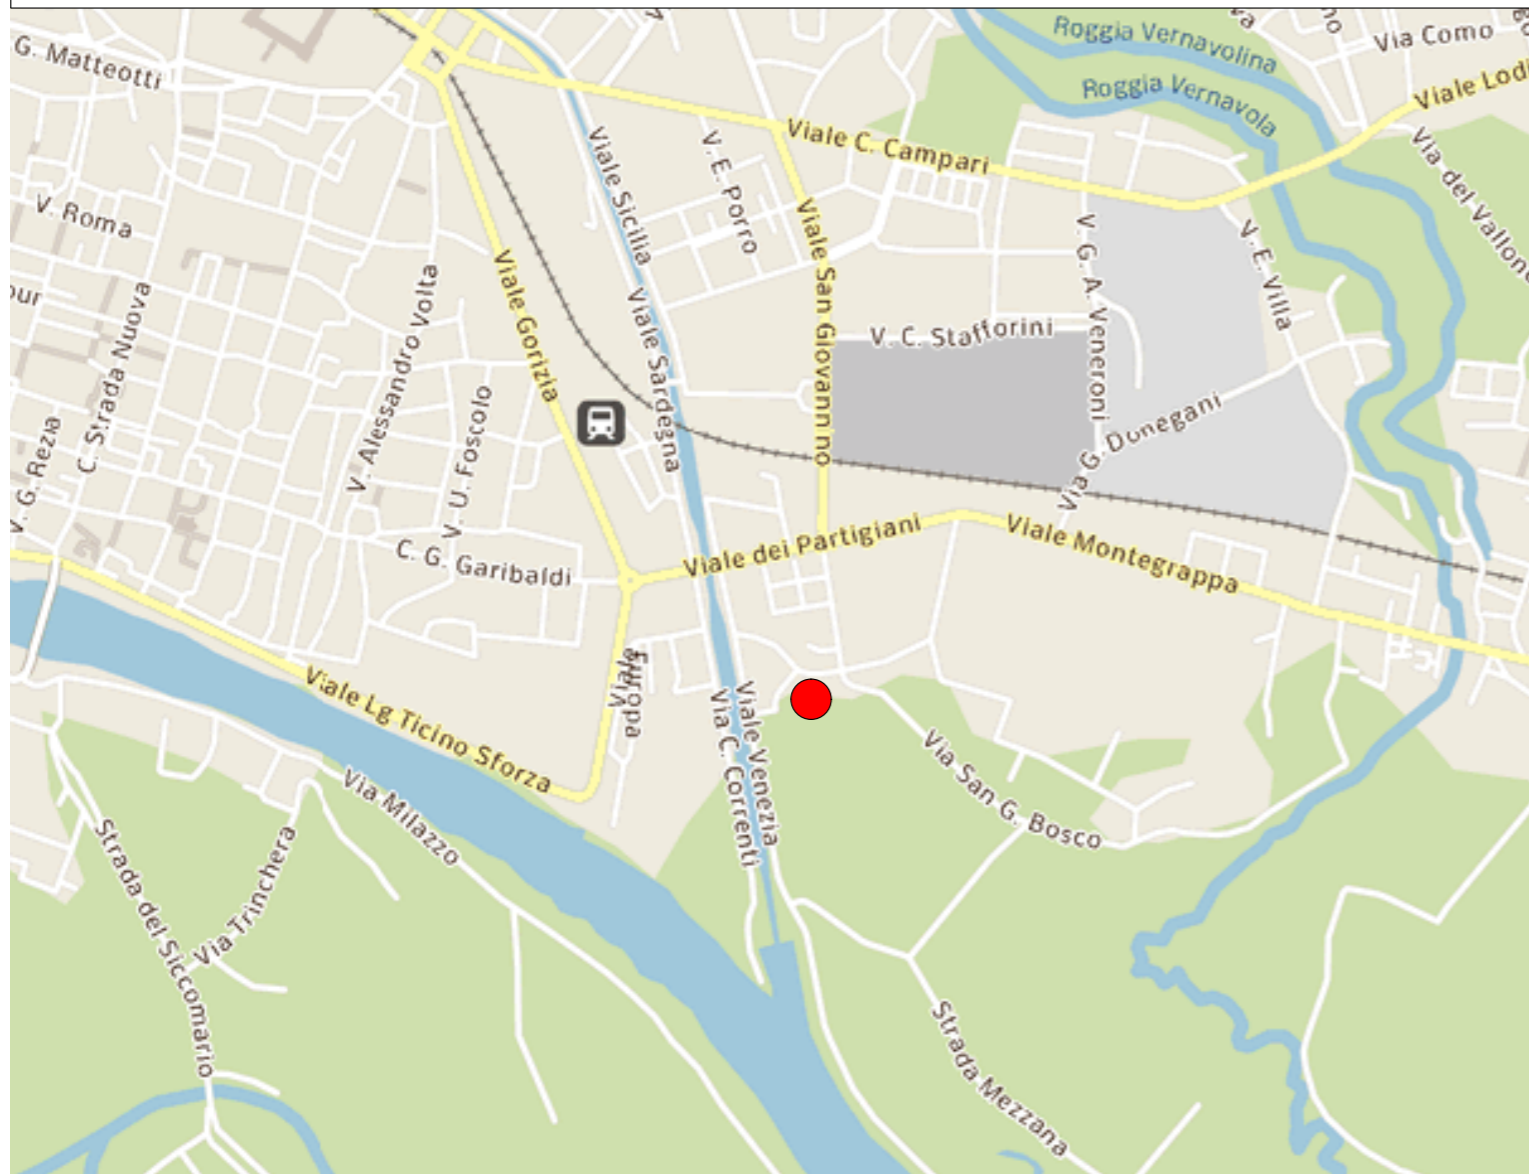 Roggia Vernavolina
Via Como
G. Matteotti
Roggia Vernavola
Viale Lodi
Viale C. Campari
Viale Sicilia
V. E. Porro
Via del Vallone
V. Roma
Viale San Giovannino
V. G. A. Veneroni
V. E. Villa
C. Strada Nuova
V. Alessandro Volta
Viale Gorizia
Viale Sardegna
V. C. Stafforini
V. G. Rezia
V. U. Foscolo
Via G. Donegani
C. G. Garibaldi
Viale dei Partigiani
Viale Montegrappa
Viale Lg Ticino Sforza
Viale
Europa
Via C. Correnti
Viale Venezia
Via San G. Bosco
Via Milazzo
Strada del Siccomario
Via Trinchera
Strada Mezzana